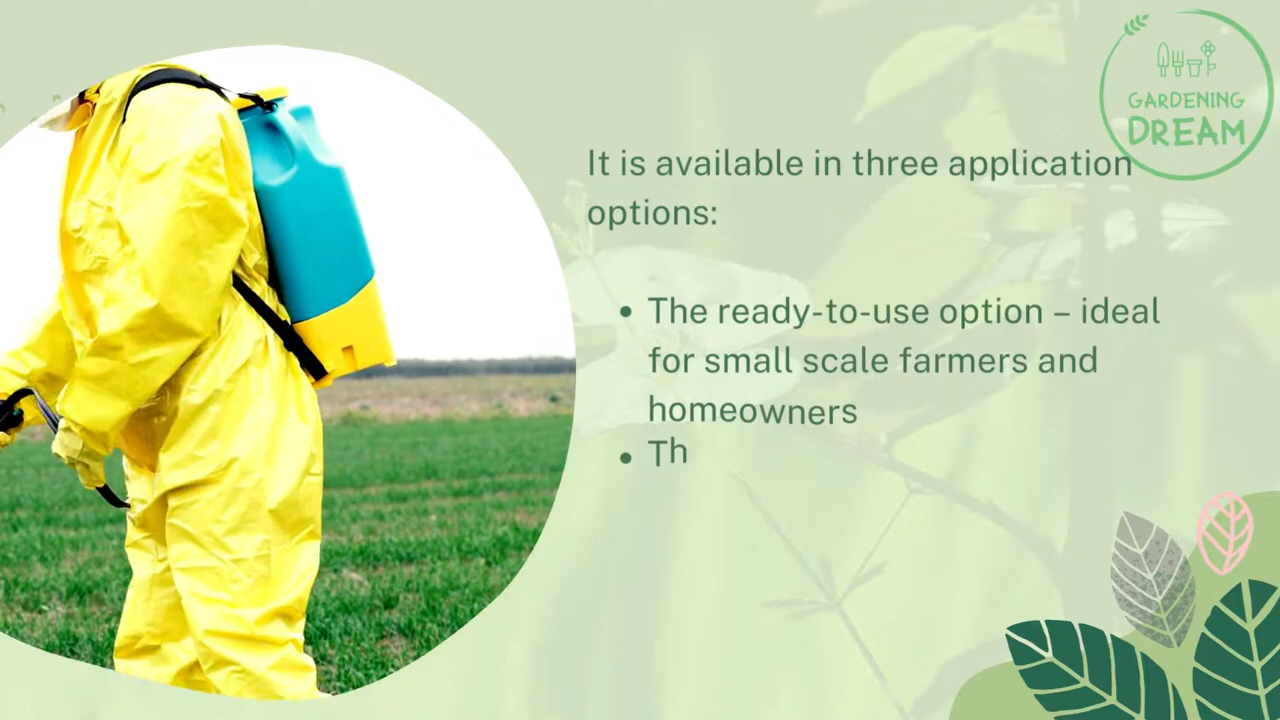 GARDENING
DREAM
It is available in three application
options:
• The ready-to-use option – ideal
for small scale farmers and
homeowners
• Th